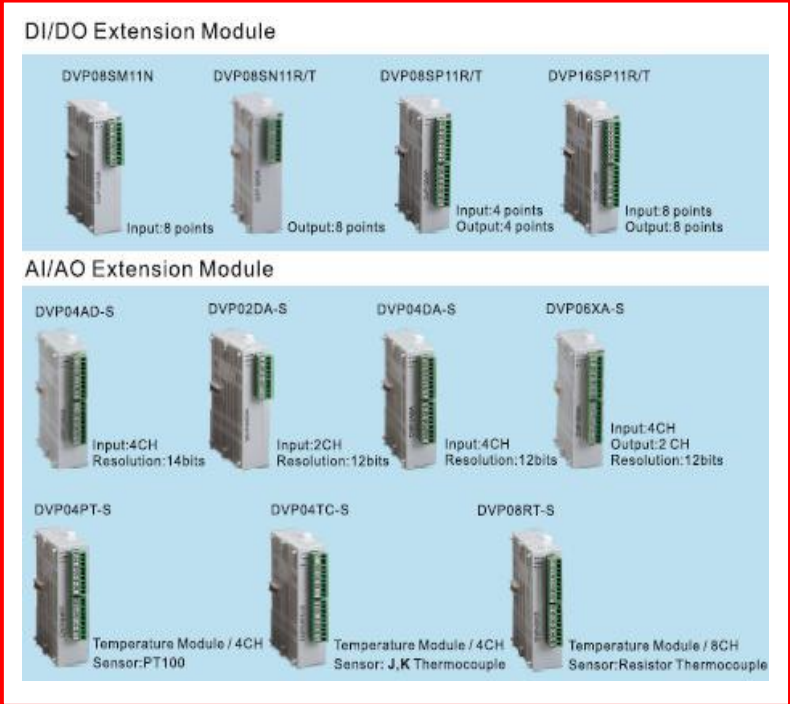 DI/DO Extension Module
DVP08SM11N
DVP08SN11R/T
DVP08SP11R/T
DVP16SP11R/T
Input:8 points
Output:8 points
Input:4 points
Output:4 points
Input:8 points
Output:8 points
AI/AO Extension Module
DVP04AD-S
DVP02DA-S
DVP04DA-S
DVP06XA-S
Input:4CH
Resolution:14bits
Input:2CH
Resolution:12bits
Input:4CH
Resolution:12bits
Input:4CH
Output:2 CH
Resolution:12bits
DVP04PT-S
DVP04TC-S
DVP08RT-S
Temperature Module / 4CH
Sensor:PT100
Temperature Module / 4CH
Sensor: J,K Thermocouple
Temperature Module / 8CH
Sensor:Resistor Thermocouple